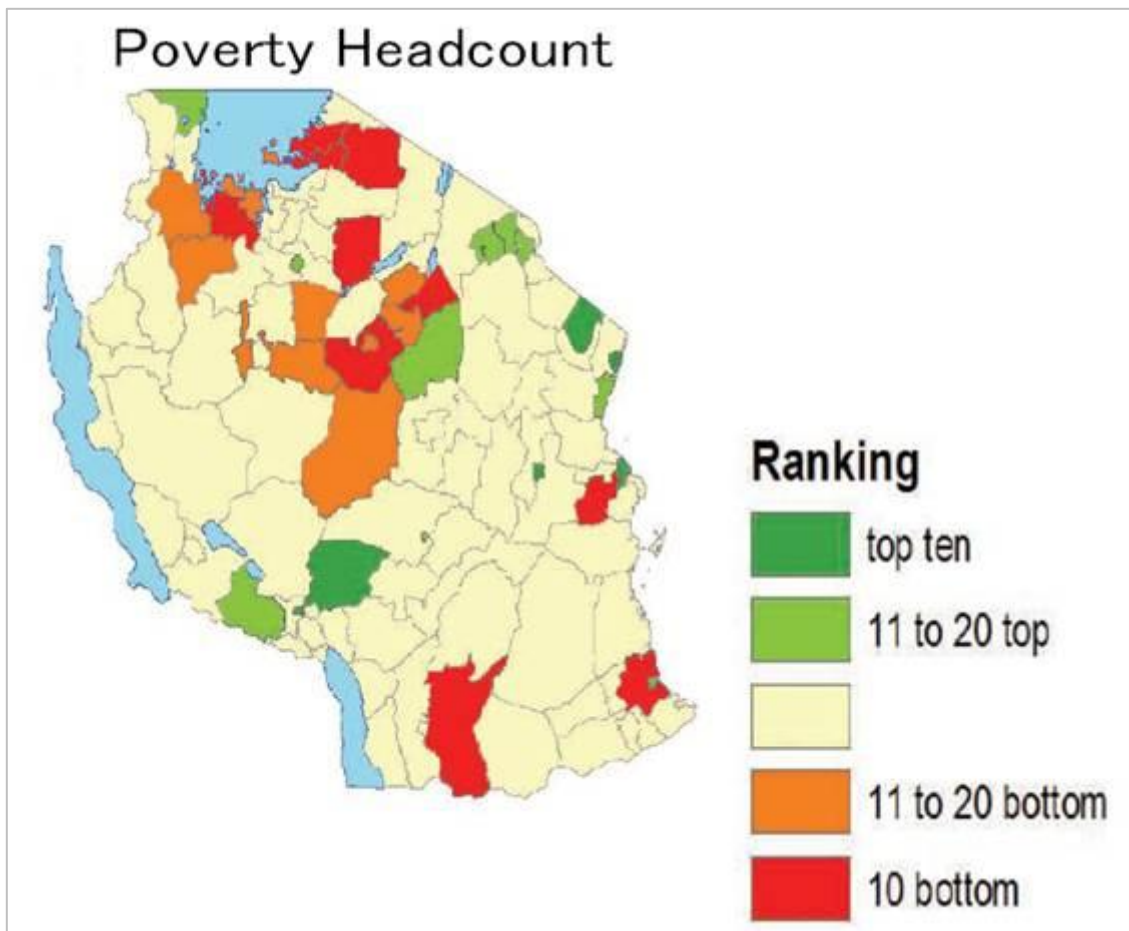 Poverty Headcount
Ranking
top ten
11 to 20 top
11 to 20 bottom
10 bottom